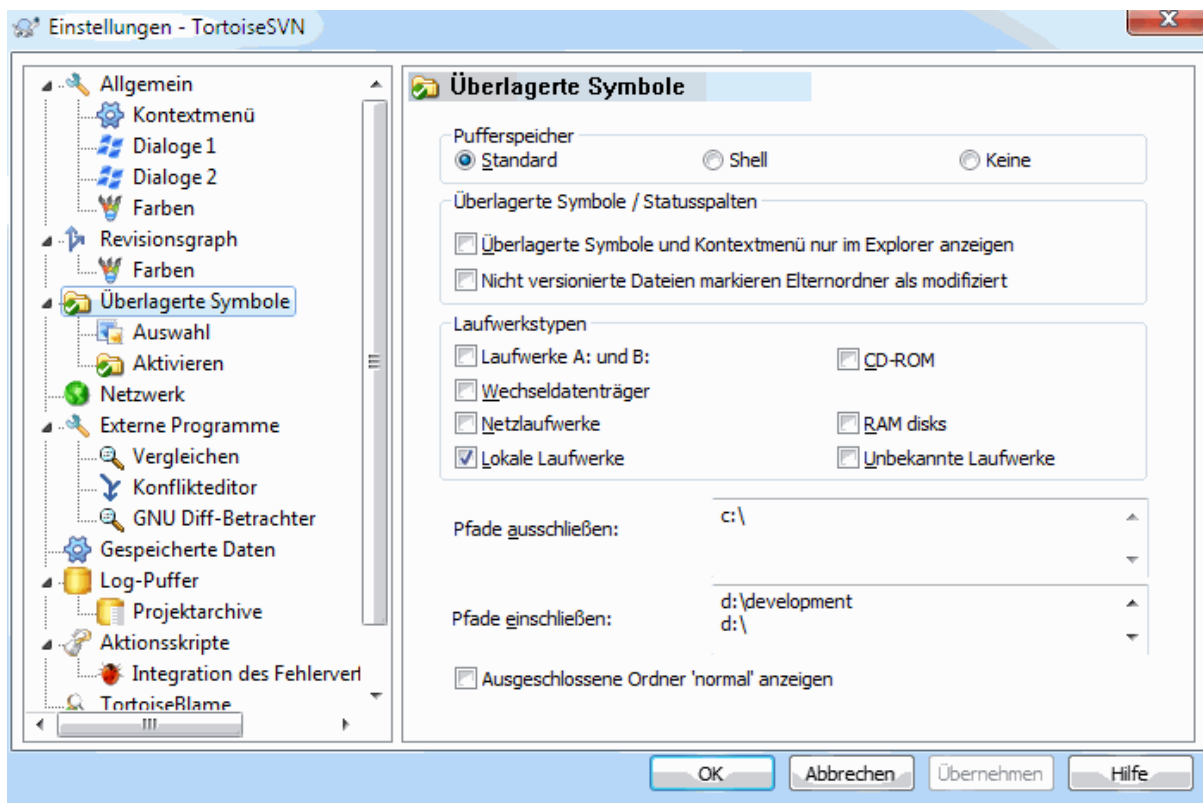 Einstellungen - TortoiseSVN
Allgemein
Kontextmenü
Dialoge 1
Dialoge 2
Farben
Revisionsgraph
Farben
Überlagerte Symbole
Auswahl
Aktivieren
Netzwerk
Externe Programme
Vergleichen
Konflikteditor
GNU Diff-Betrachter
Gespeicherte Daten
Log-Puffer
Projektarchive
Aktionsskripte
Integration des Fehlerverf
TortoiseBlame
Überlagerte Symbole
Pufferspeicher
Standard Shell Keine
Überlagerte Symbole / Statusspalten
Überlagerte Symbole und Kontextmenü nur im Explorer anzeigen
Nicht versionierte Dateien markieren Elternordner als modifiziert
Laufwerkstypen
Laufwerke A: und B: CD-ROM
Wechseldatenträger
Netzlaufwerke RAM disks
Lokale Laufwerke Unbekannte Laufwerke
Pfade ausschließen: c:\
Pfade einschließen: d:\development
d:\
Ausgeschlossene Ordner 'normal' anzeigen
OK Abbrechen Übernehmen Hilfe